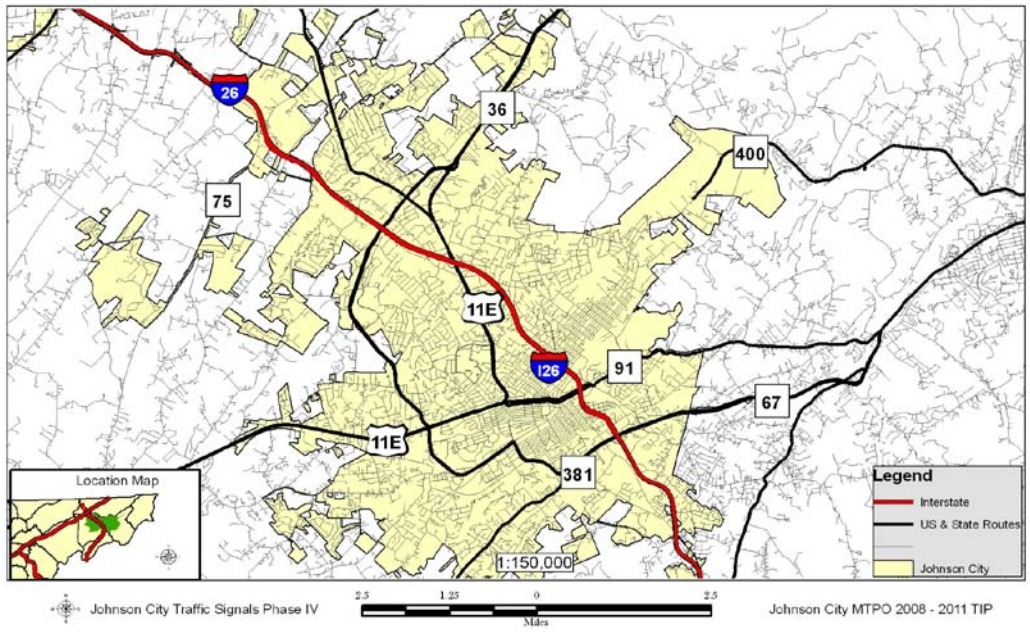 26
36
400
75
11E
I26
91
67
11E
381
Location Map
Legend
Interstate
US & State Routes
Johnson City
1:150,000
Johnson City Traffic Signals Phase IV
2.5 1.25 0 2.5
Miles
Johnson City MTPO 2008 - 2011 TIP